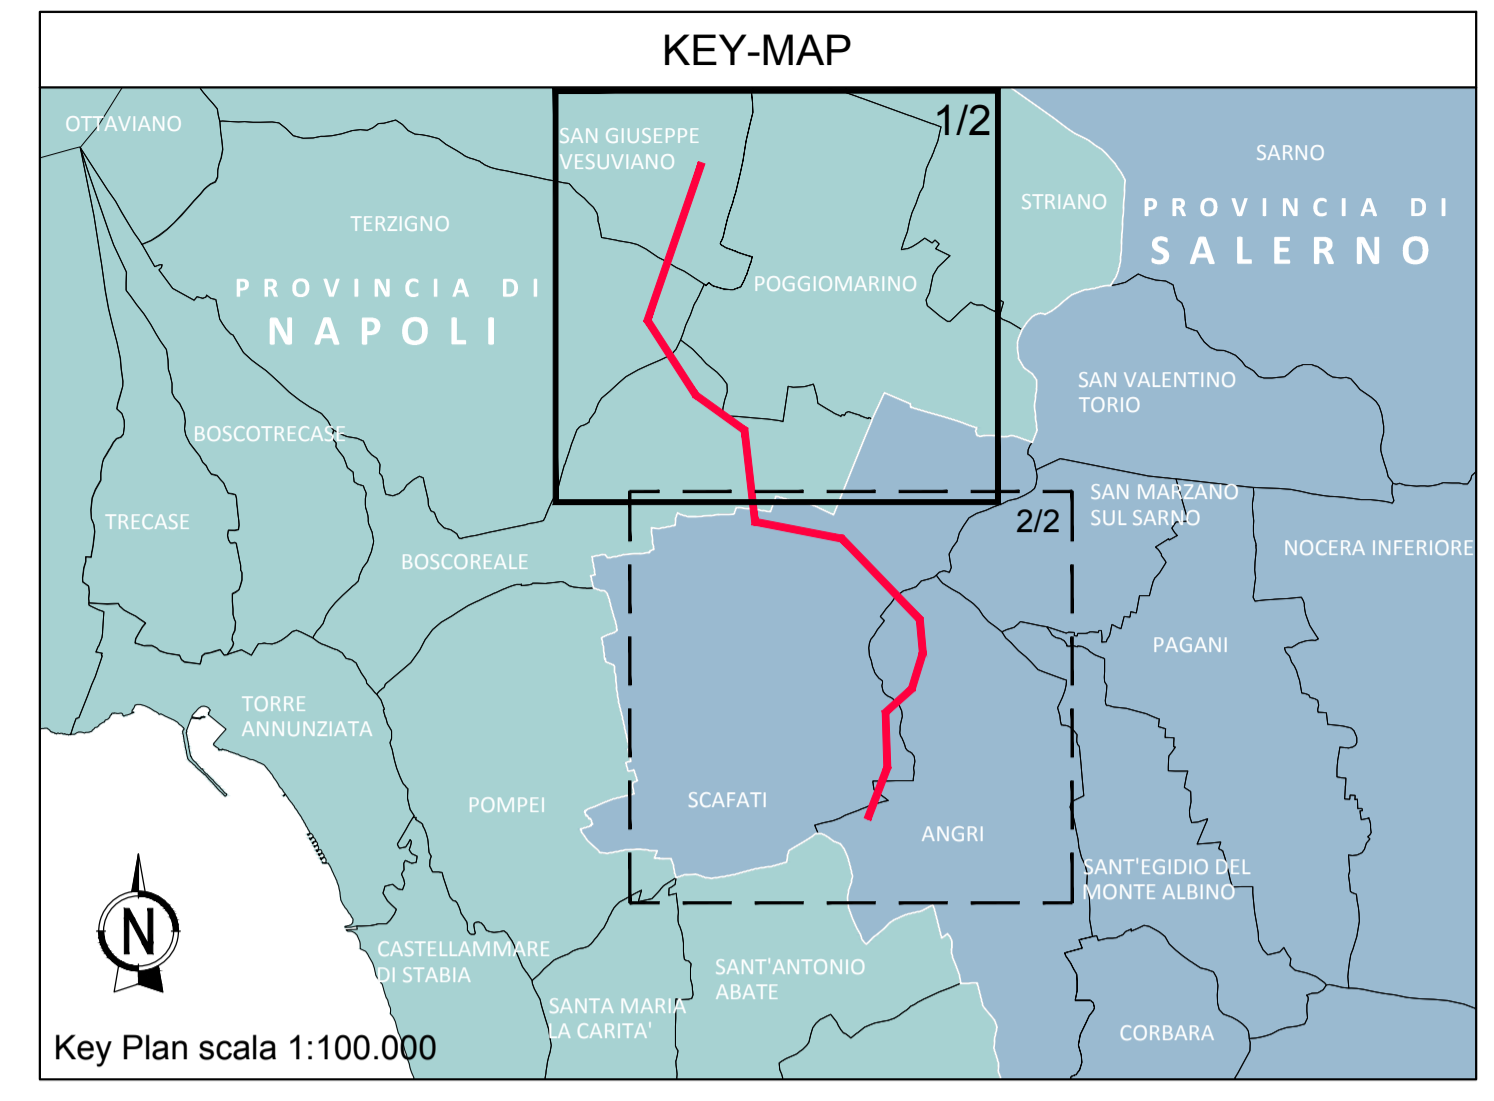 KEY-MAP
OTTAVIANO
SAN GIUSEPPE
VESUVIANO
1/2
SARNO
STRIANO
TERZIGNO
PROVINCIA DI
SALERNO
PROVINCIA DI
NAPOLI
POGGIOMARINO
SAN VALENTINO
TORIO
BOSCOTRECASE
TRECASE
SAN MARZANO
SUL SARNO
2/2
NOCERA INFERIORE
BOSCOREALE
PAGANI
TORRE
ANNUNZIATA
POMPEI
SCAFATI
ANGRI
SANT'EGIDIO DEL
MONTE ALBINO
N
CASTELLAMMARE
DI STABIA
SANT'ANTONIO
ABATE
SANTA MARIA
LA CARITA'
CORBARA
Key Plan scala 1:100.000